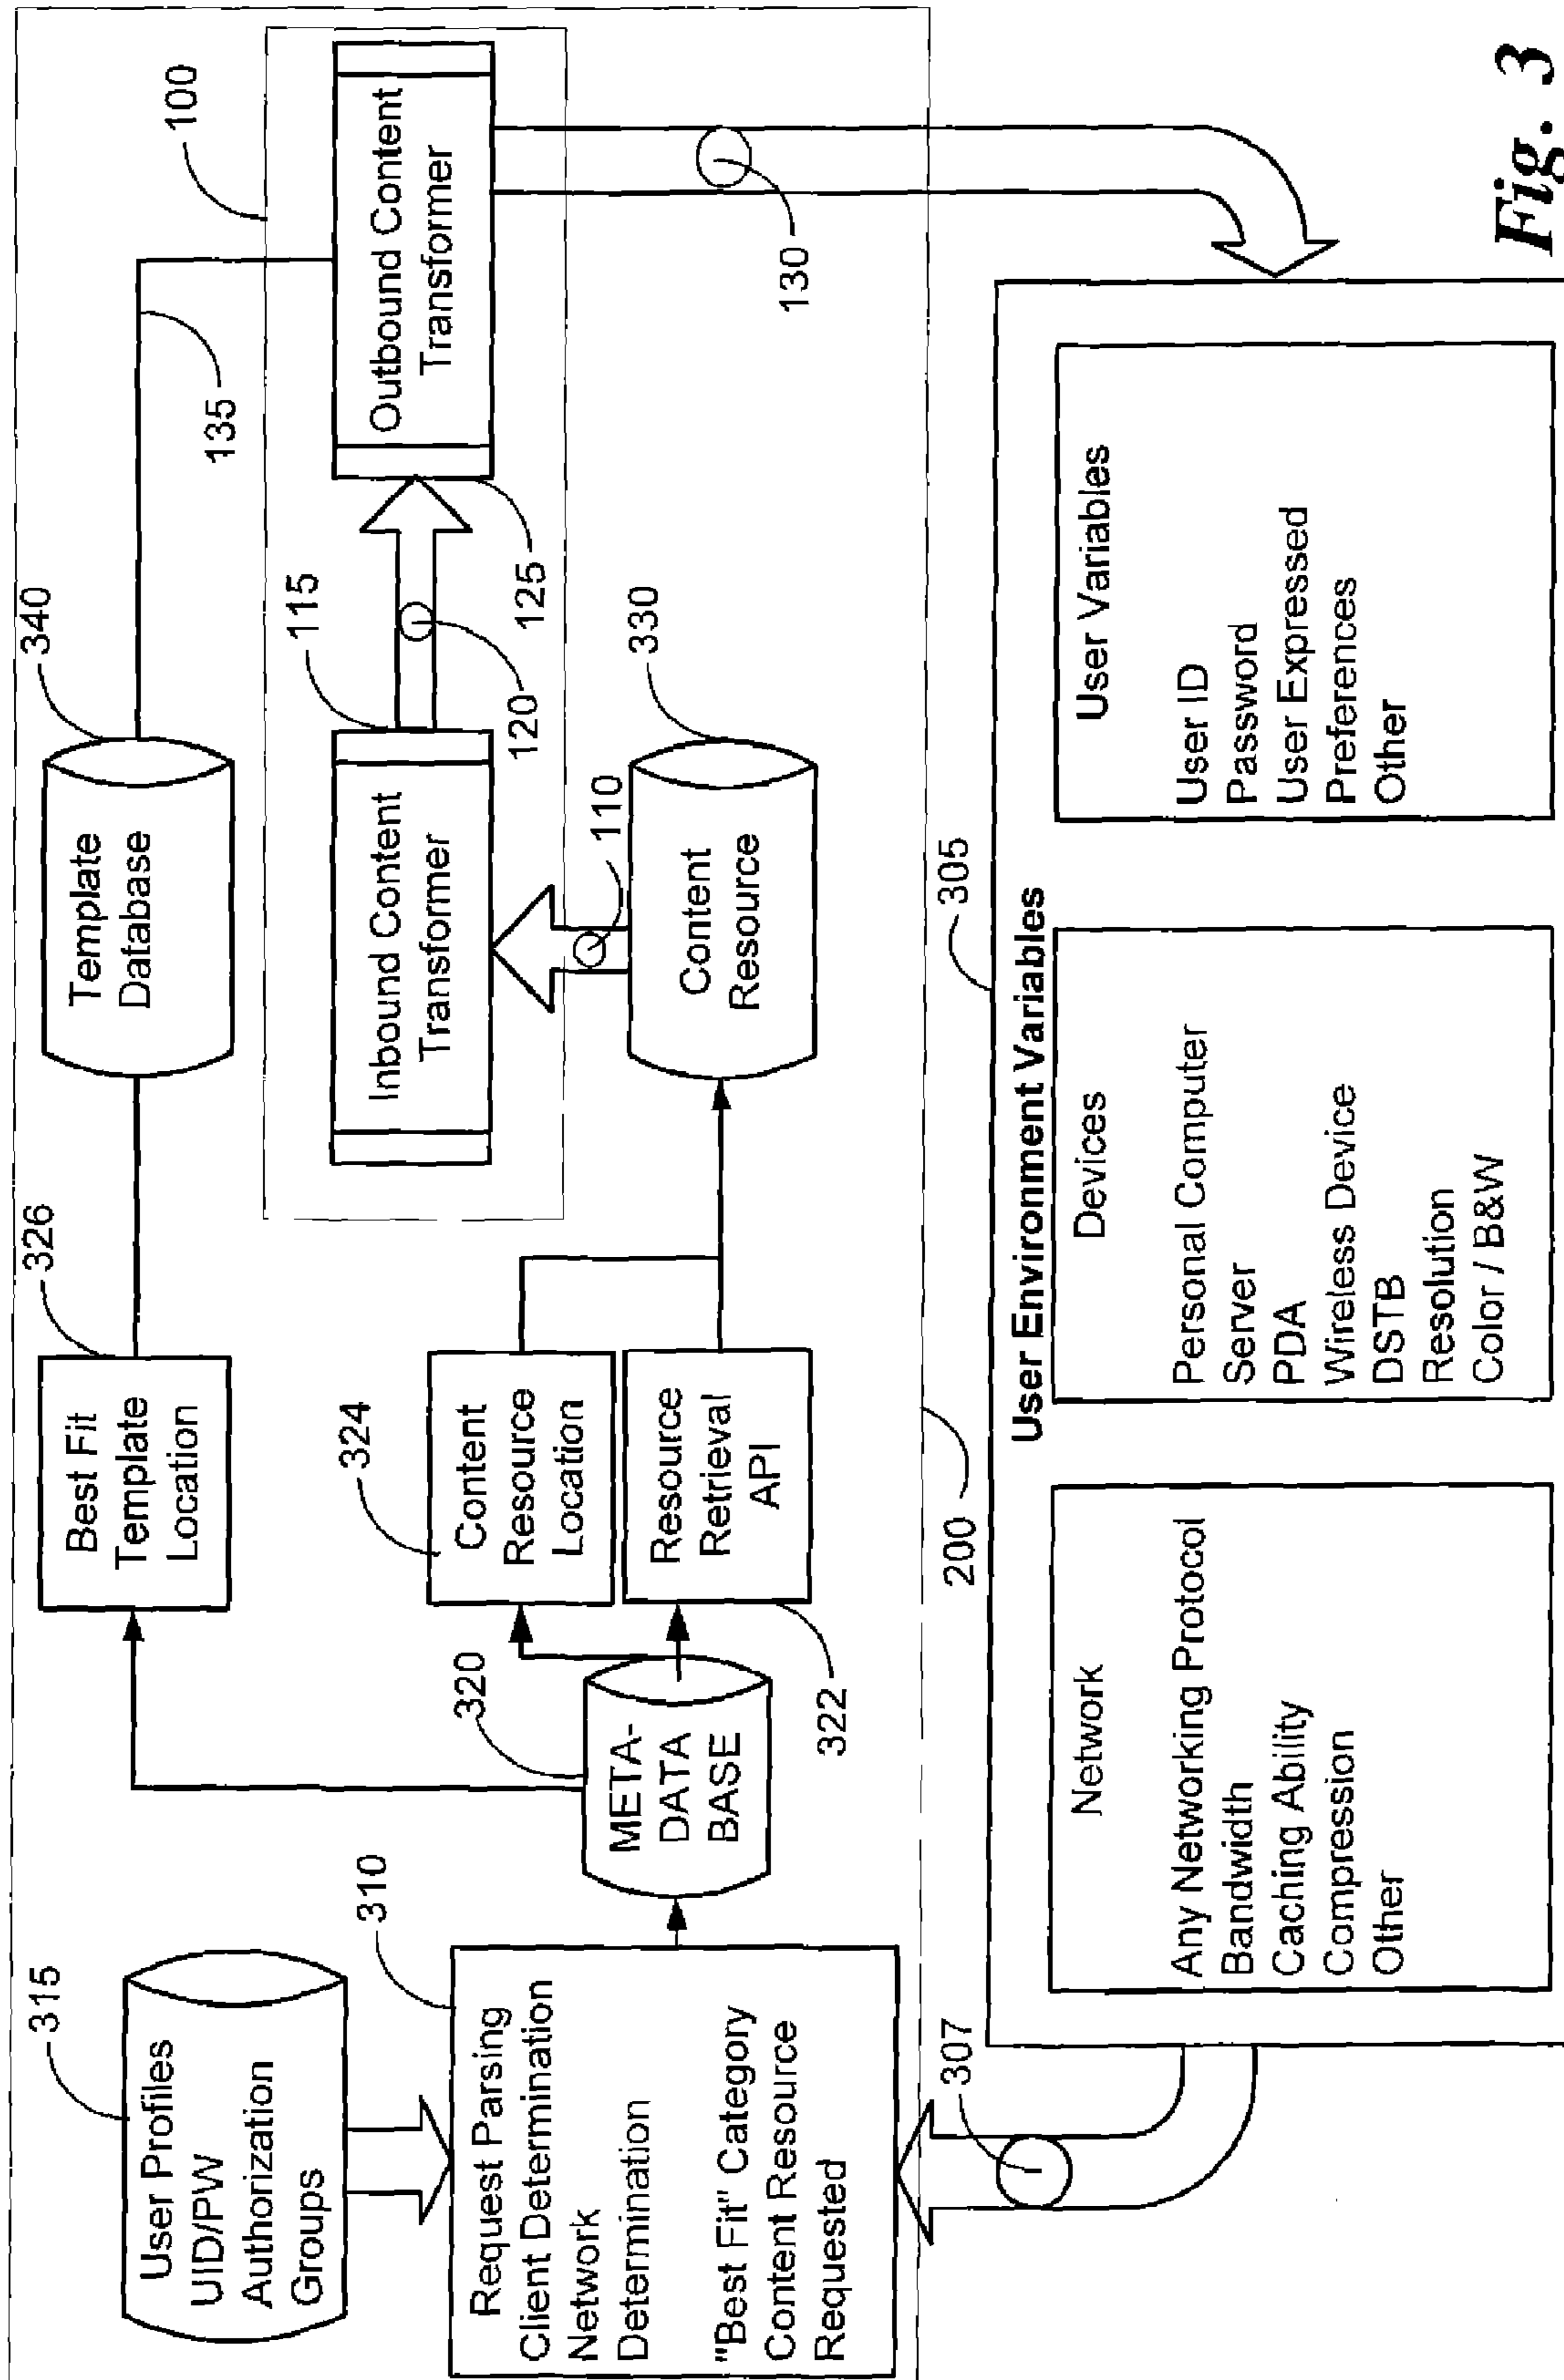 315
User Profiles
UID/PW
Authorization
Groups
310
Request Parsing
Client Determination
Network
Determination
"Best Fit" Category
Content Resource
Requested
307
320
META-
DATA
BASE
326
Best Fit
Template
Location
324
Content
Resource
Location
Resource
Retrieval
API
322
340
Template
Database
135
100
115
Inbound Content
Transformer
120
125
Outbound Content
Transformer
110
330
Content
Resource
130
200
305
User Environment Variables
Network
Any Networking Protocol
Bandwidth
Caching Ability
Compression
Other
Devices
Personal Computer
Server
PDA
Wireless Device
DSTB
Resolution
Color / B&W
User Variables
User ID
Password
User Expressed
Preferences
Other
Fig. 3